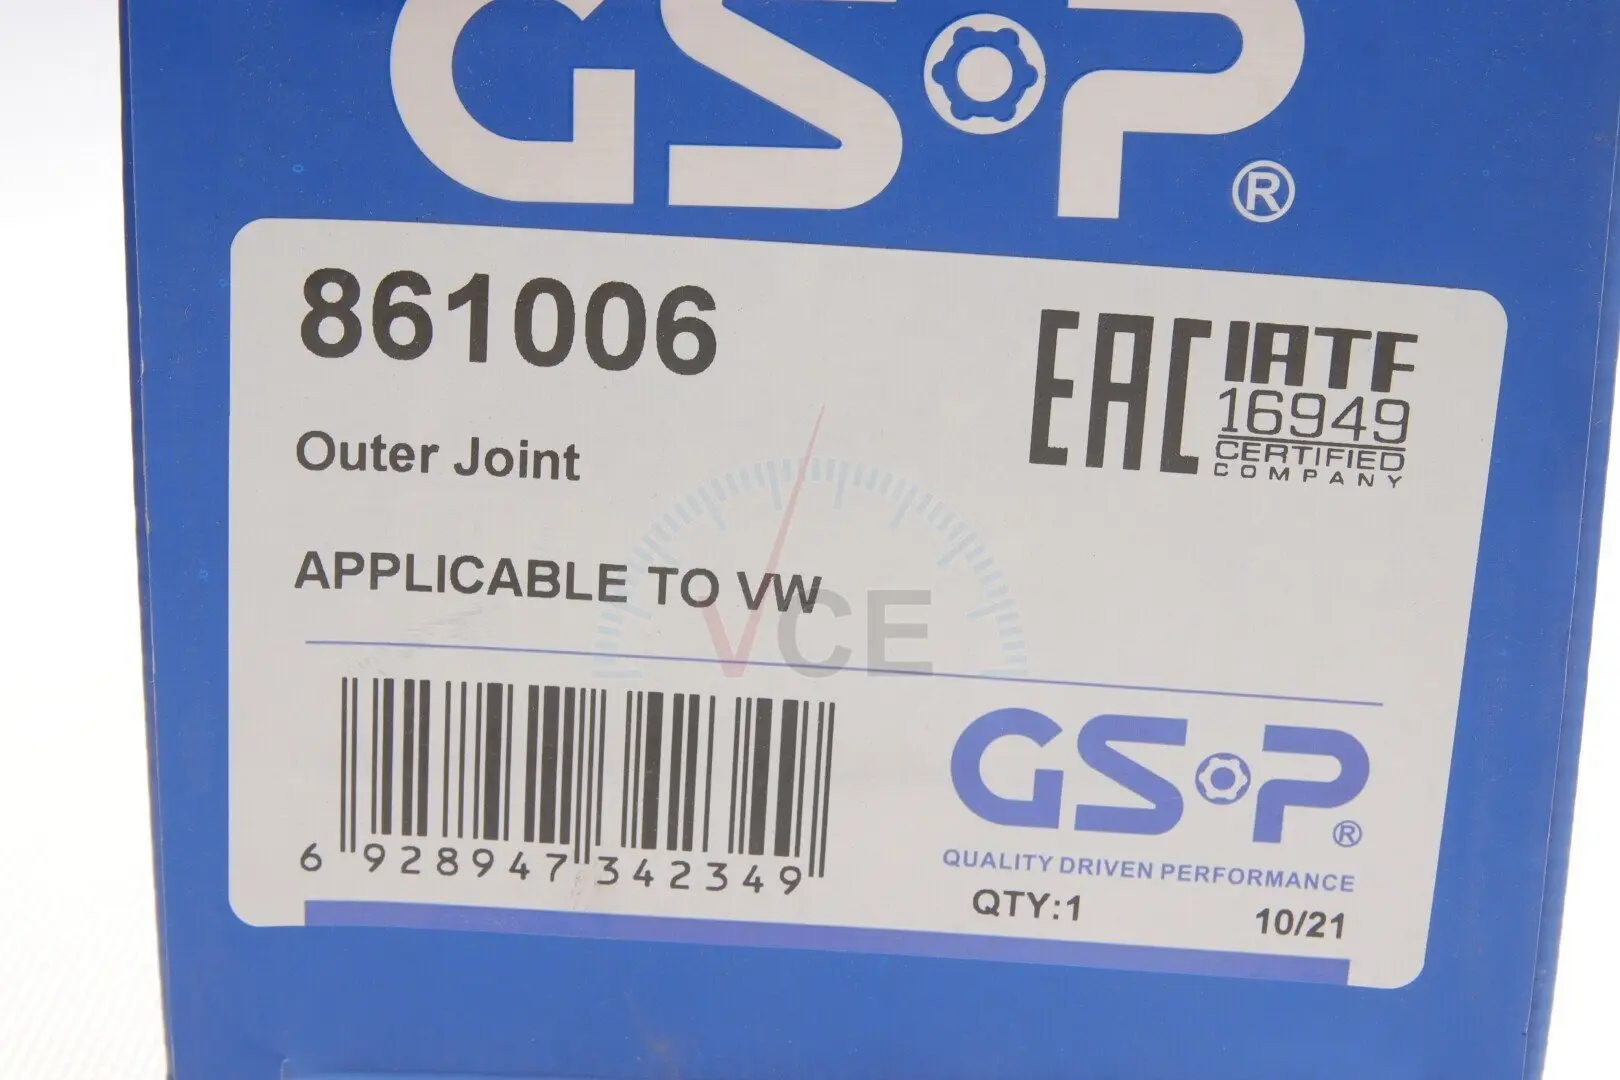 GSP®
861006
EAC
IATF
16949
CERTIFIED
COMPANY
Outer Joint
APPLICABLE TO VW
VCE
6 928947 342349
GSP®
QUALITY DRIVEN PERFORMANCE
QTY:1
10/21